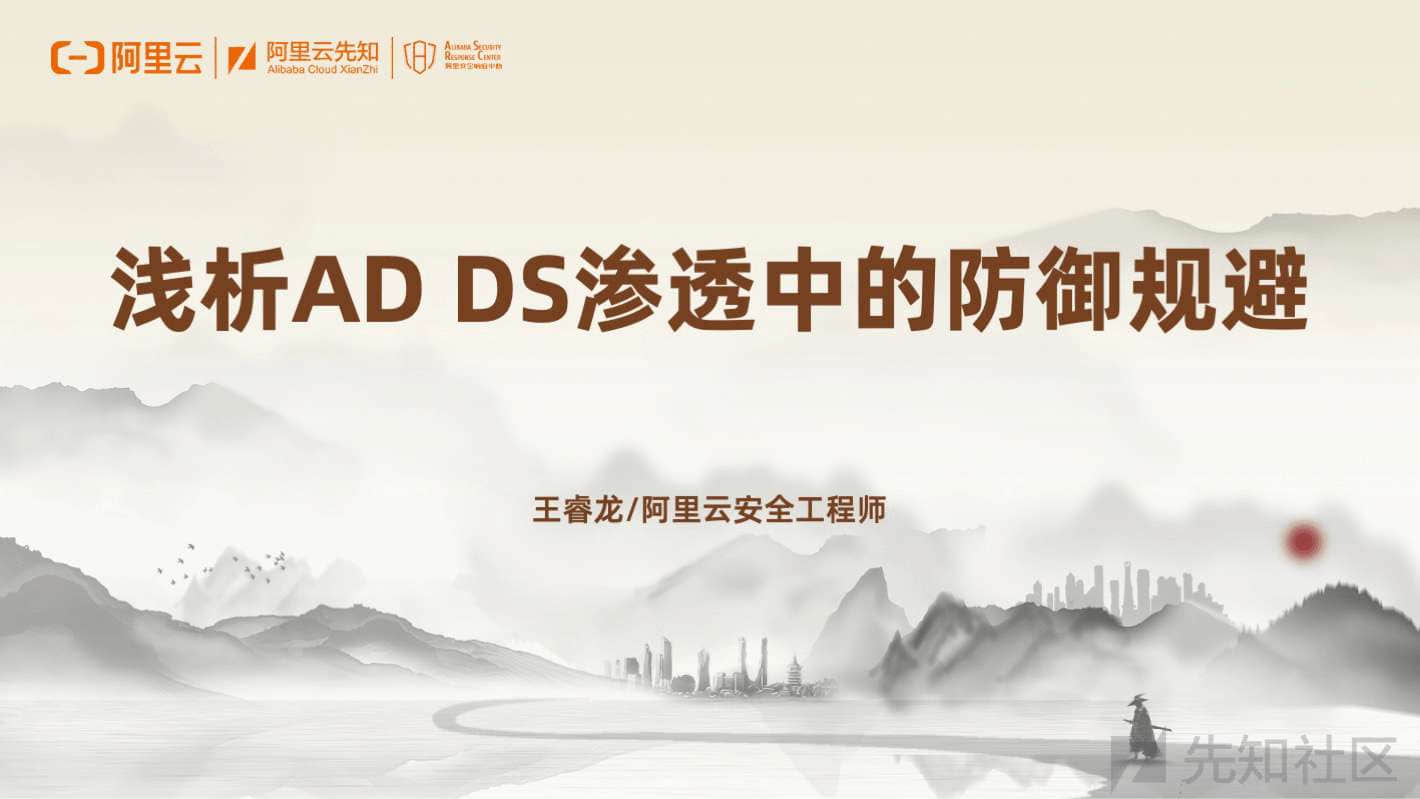 阿里云 阿里云先知 ALIBABA SECURITY
Alibaba Cloud XianZhi RESPONSE CENTER
阿里安全响应中心
浅析AD DS渗透中的防御规避
王睿龙/阿里云安全工程师
先知社区